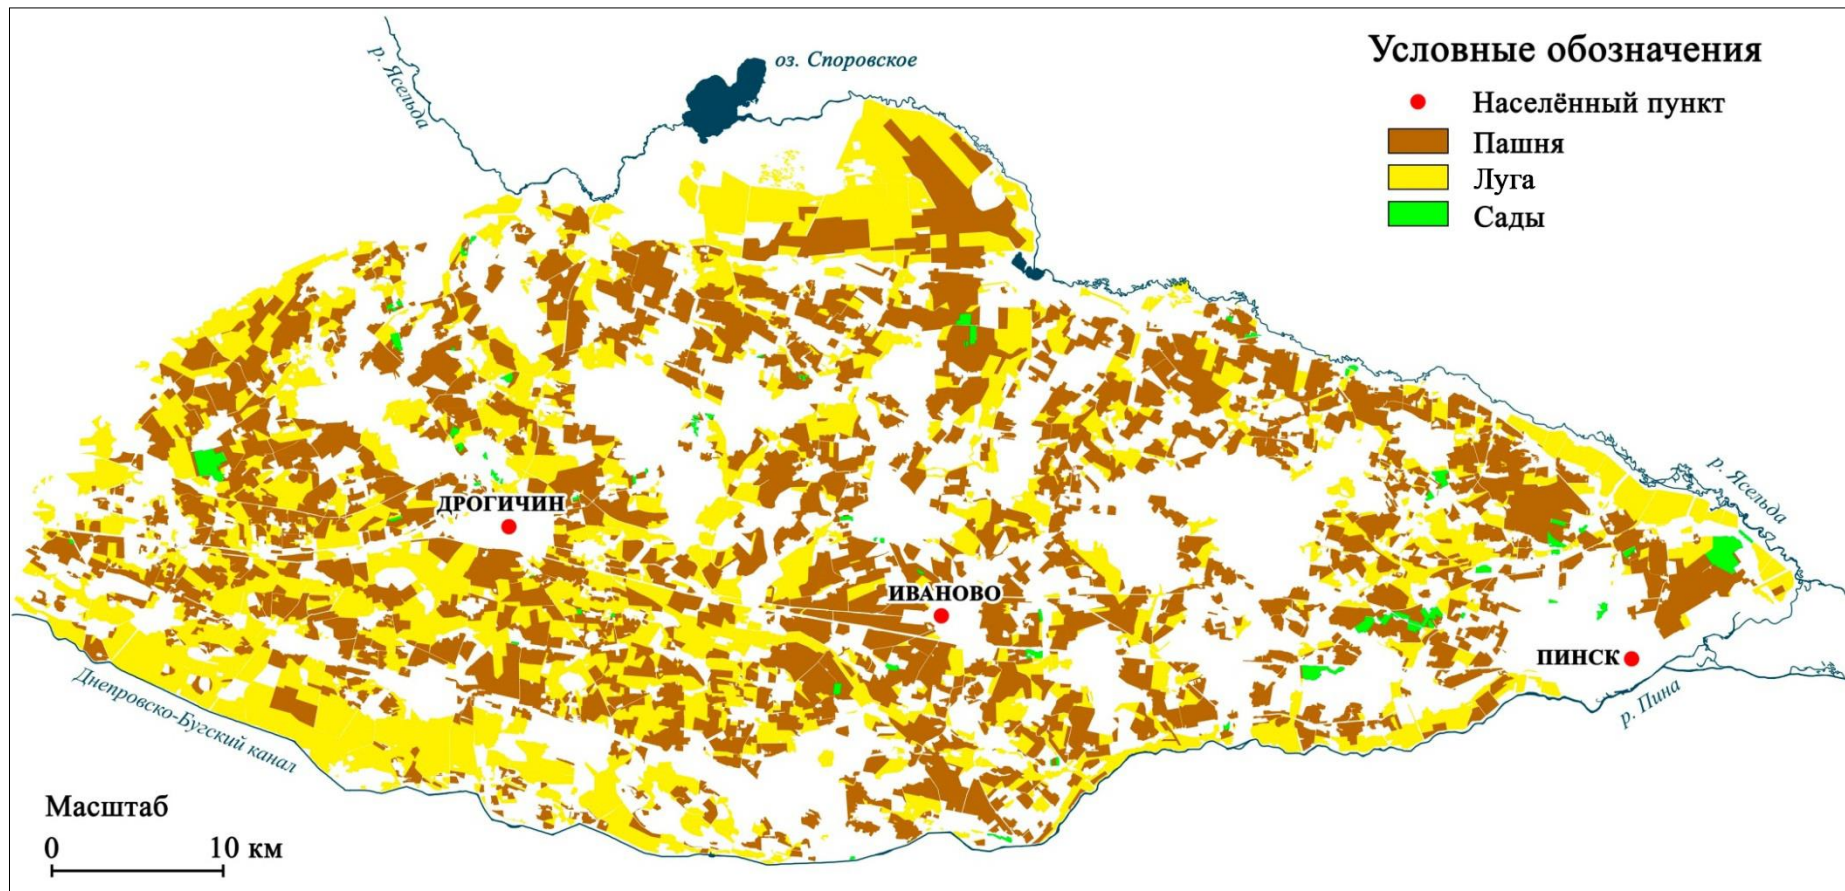 Условные обозначения
Населённый пункт
Пашня
Луга
Сады
р. Ясельда
оз. Споровское
р. Ясельда
ДРОГИЧИН
ИВАНОВО
ПИНСК
р. Пина
Днепровско-Бугский канал
Масштаб
0 10 км